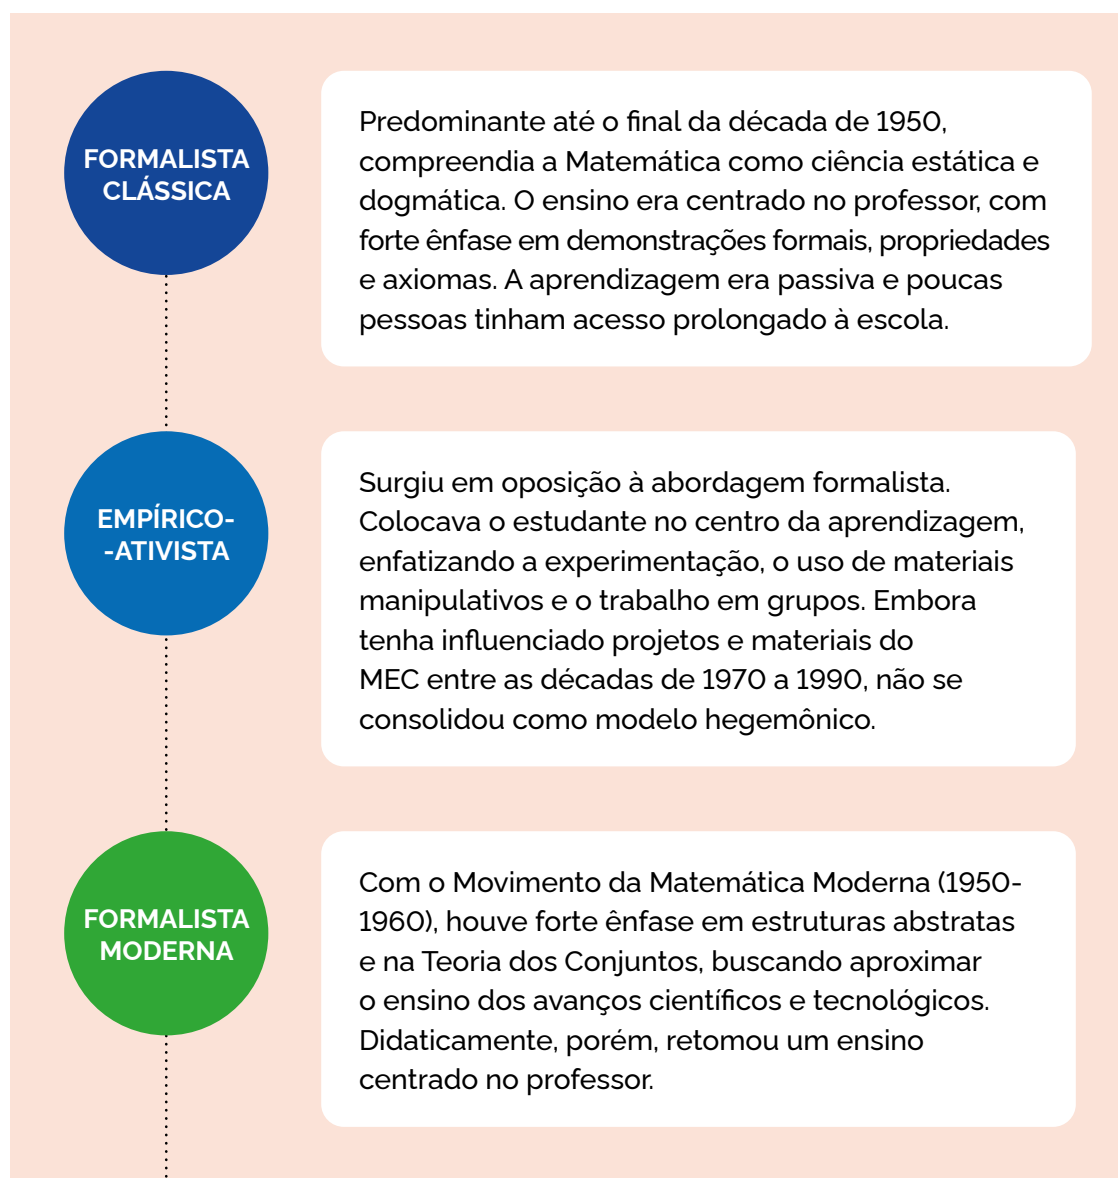 FORMALISTA
CLÁSSICA
Predominante até o final da década de 1950,
compreendia a Matemática como ciência estática e
dogmática. O ensino era centrado no professor, com
forte ênfase em demonstrações formais, propriedades
e axiomas. A aprendizagem era passiva e poucas
pessoas tinham acesso prolongado à escola.
EMPÍRICO-
-ATIVISTA
Surgiu em oposição à abordagem formalista.
Colocava o estudante no centro da aprendizagem,
enfatizando a experimentação, o uso de materiais
manipulativos e o trabalho em grupos. Embora
tenha influenciado projetos e materiais do
MEC entre as décadas de 1970 a 1990, não se
consolidou como modelo hegemônico.
FORMALISTA
MODERNA
Com o Movimento da Matemática Moderna (1950-
1960), houve forte ênfase em estruturas abstratas
e na Teoria dos Conjuntos, buscando aproximar
o ensino dos avanços científicos e tecnológicos.
Didaticamente, porém, retomou um ensino
centrado no professor.